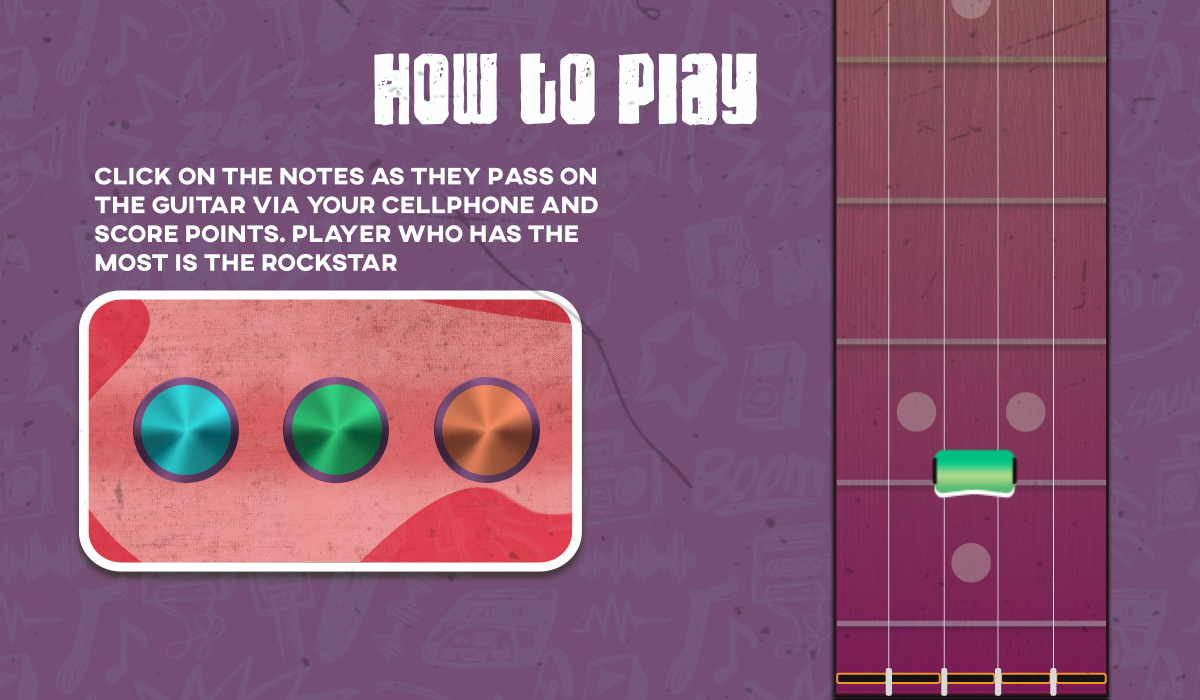 How to Play
CLICK ON THE NOTES AS THEY PASS ON
THE GUITAR VIA YOUR CELLPHONE AND
SCORE POINTS. PLAYER WHO HAS THE
MOST IS THE ROCKSTAR
BOOM